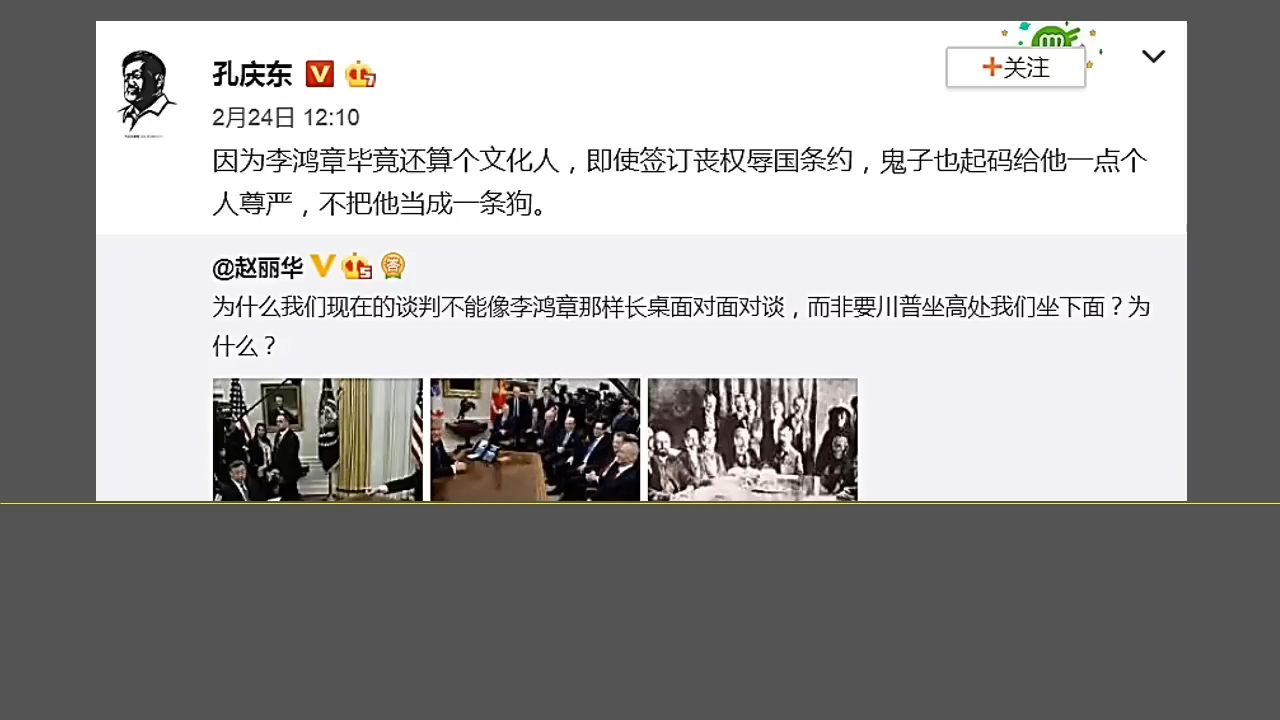 孔庆东
+关注
2月24日 12:10
因为李鸿章毕竟还算个文化人，即使签订丧权辱国条约，鬼子也起码给他一点个
人尊严，不把他当成一条狗。
@赵丽华
为什么我们现在的谈判不能像李鸿章那样长桌面对面对谈，而非要川普坐高处我们坐下面？为
什么？